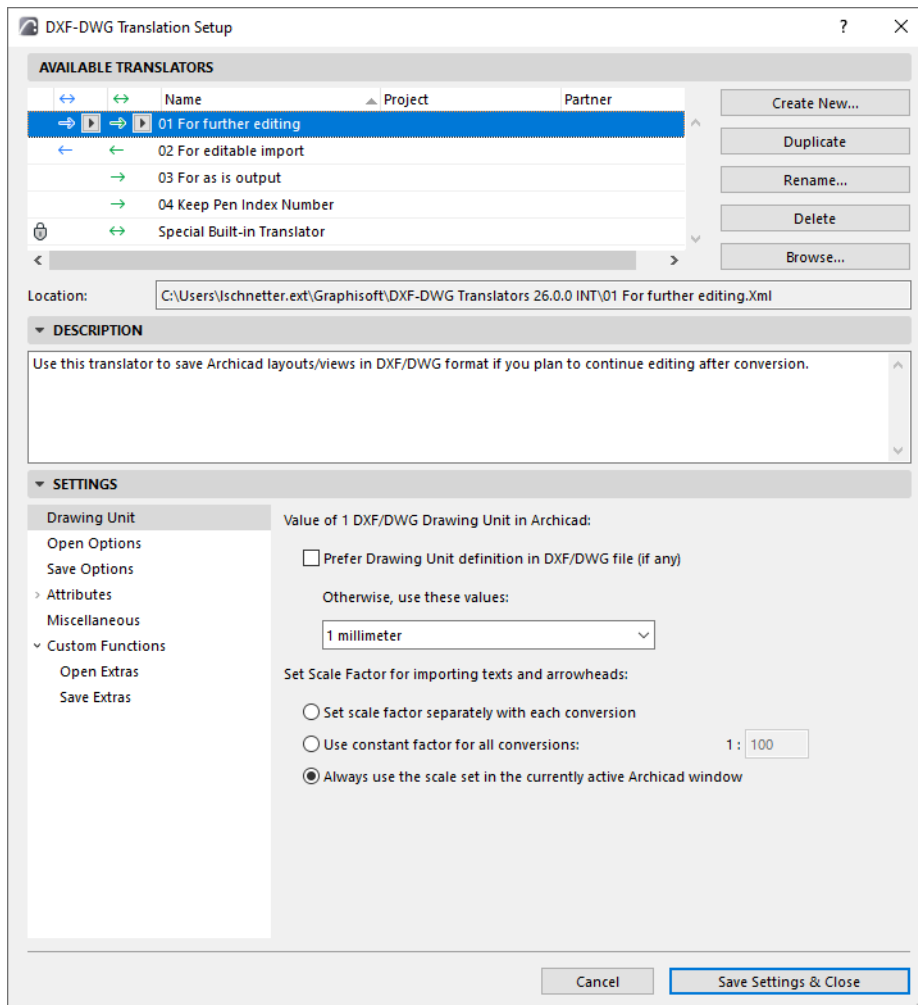 DXF-DWG Translation Setup ?
AVAILABLE TRANSLATORS
Name Project Partner
01 For further editing
02 For editable import
03 For as is output
04 Keep Pen Index Number
Special Built-in Translator
Create New...
Duplicate
Rename...
Delete
Browse...
Location: C:\Users\lschnetter.ext\Graphisoft\DXF-DWG Translators 26.0.0 INT\01 For further editing.Xml
DESCRIPTION
Use this translator to save Archicad layouts/views in DXF/DWG format if you plan to continue editing after conversion.
SETTINGS
Drawing Unit
Open Options
Save Options
Attributes
Miscellaneous
Custom Functions
Open Extras
Save Extras
Value of 1 DXF/DWG Drawing Unit in Archicad:
Prefer Drawing Unit definition in DXF/DWG file (if any)
Otherwise, use these values:
1 millimeter
Set Scale Factor for importing texts and arrowheads:
Set scale factor separately with each conversion
Use constant factor for all conversions: 1 : 100
Always use the scale set in the currently active Archicad window
Cancel
Save Settings & Close